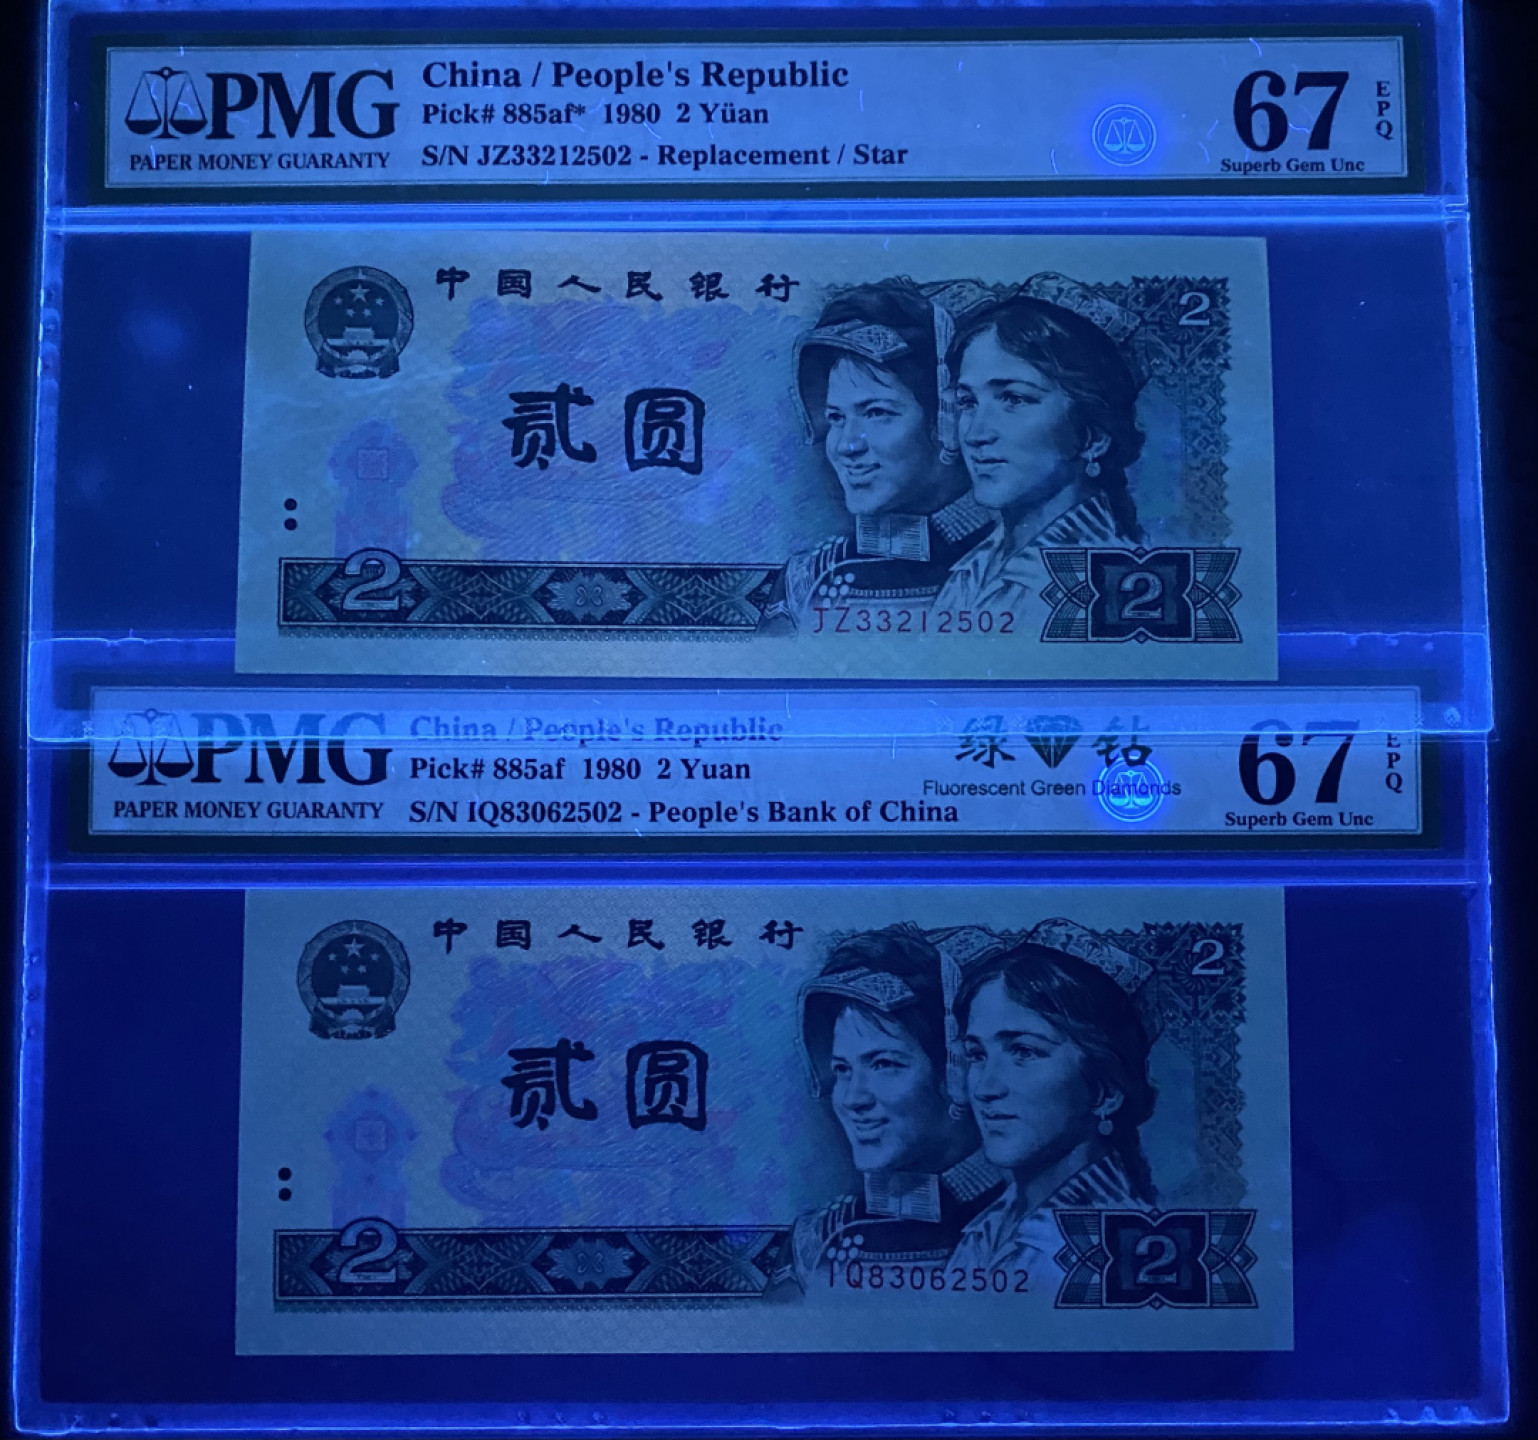 PMG
PAPER MONEY GUARANTY
China / People's Republic
Pick# 885af* 1980 2 Yüan
S/N JZ33212502 - Replacement / Star
67
EPQ
Superb Gem Unc
中国人民银行
2
贰圆
2
2
JZ33212502
PMG
PAPER MONEY GUARANTY
China / People's Republic
Pick# 885af 1980 2 Yuan
S/N IQ83062502 - People's Bank of China
绿钻
Fluorescent Green Diamonds
67
EPQ
Superb Gem Unc
中国人民银行
2
贰圆
2
2
IQ83062502